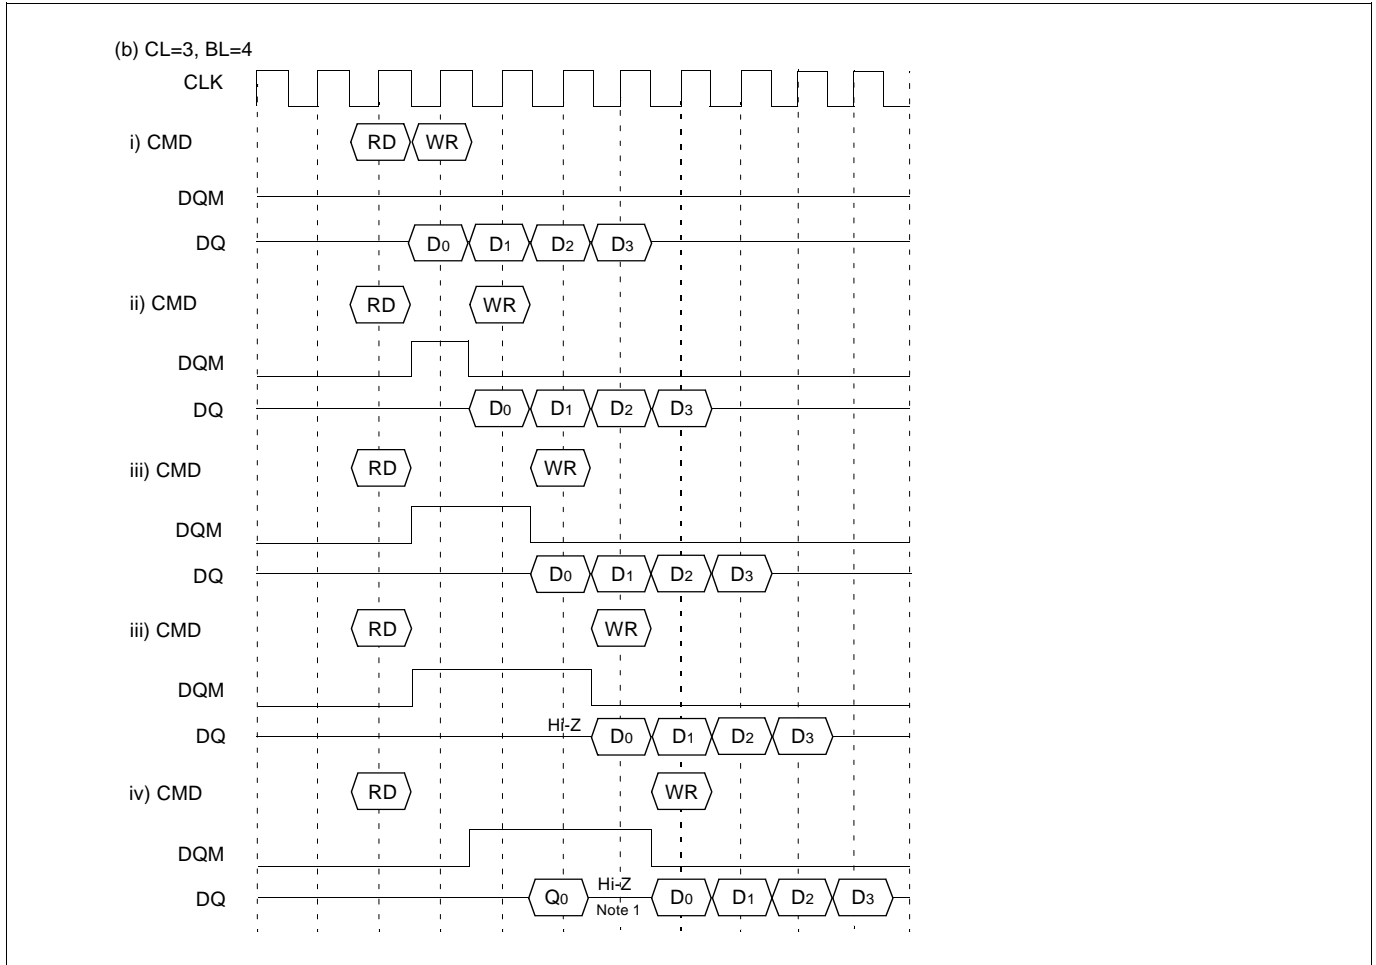 (b) CL=3, BL=4
CLK
i) CMD RD WR
DQM
DQ D0 D1 D2 D3
ii) CMD RD WR
DQM
DQ D0 D1 D2 D3
iii) CMD RD WR
DQM
DQ D0 D1 D2 D3
iii) CMD RD WR
DQM
DQ Hi-Z D0 D1 D2 D3
iv) CMD RD WR
DQM
DQ Q0 Hi-Z D0 D1 D2 D3
Note 1